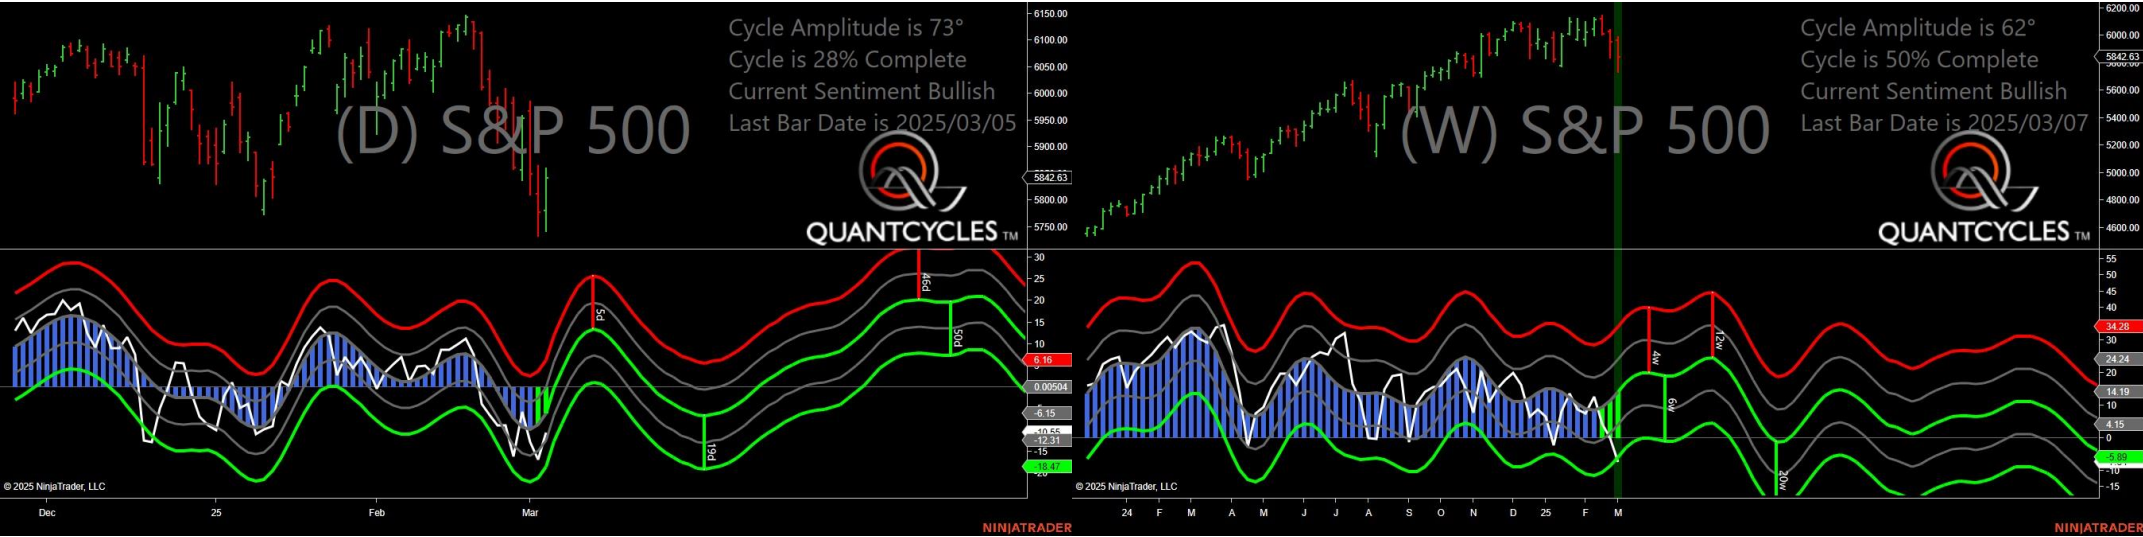 Cycle Amplitude is 73°
Cycle is 28% Complete
Current Sentiment Bullish
Last Bar Date is 2025/03/05
(D) S&P 500
QUANTCYCLES TM
6150.00
6100.00
6050.00
6000.00
5950.00
5900.00
5842.63
5800.00
5750.00
30
25
20
15
10
6.16
0.00504
-6.15
-10.55
-12.31
-15
-18.47
5d
19d
46d
50d
© 2025 NinjaTrader, LLC
Dec
25
Feb
Mar
NINJATRADER
Cycle Amplitude is 62°
Cycle is 50% Complete
Current Sentiment Bullish
Last Bar Date is 2025/03/07
(W) S&P 500
QUANTCYCLES TM
6200.00
6000.00
5842.63
5600.00
5400.00
5200.00
5000.00
4800.00
4600.00
55
50
45
40
34.28
30
24.24
20
14.19
10
4.15
0
-5.89
-10
-15
4w
6w
12w
20w
© 2025 NinjaTrader, LLC
24 F M A M J J A S O N D 25 F M
NINJATRADER